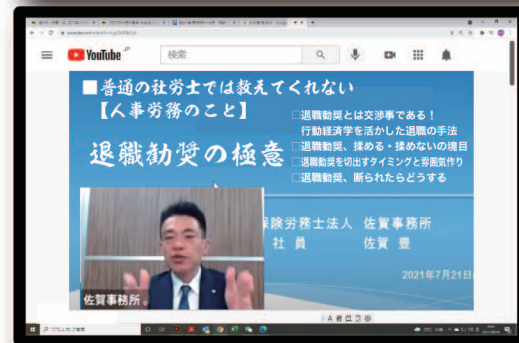 YouTube JP
検索
■普通の社労士では教えてくれない
【人事労務のこと】
退職勧奨の極意
□退職勧奨とは交渉事である！
行動経済学を活かした退職の手法
□退職勧奨、揉める・揉めないの境目
□退職勧奨を切出すタイミングと雰囲気作り
□退職勧奨、断られたらどうする
保険労務士法人 佐賀事務所
社員 佐賀 豊
2021年7月21日
佐賀事務所